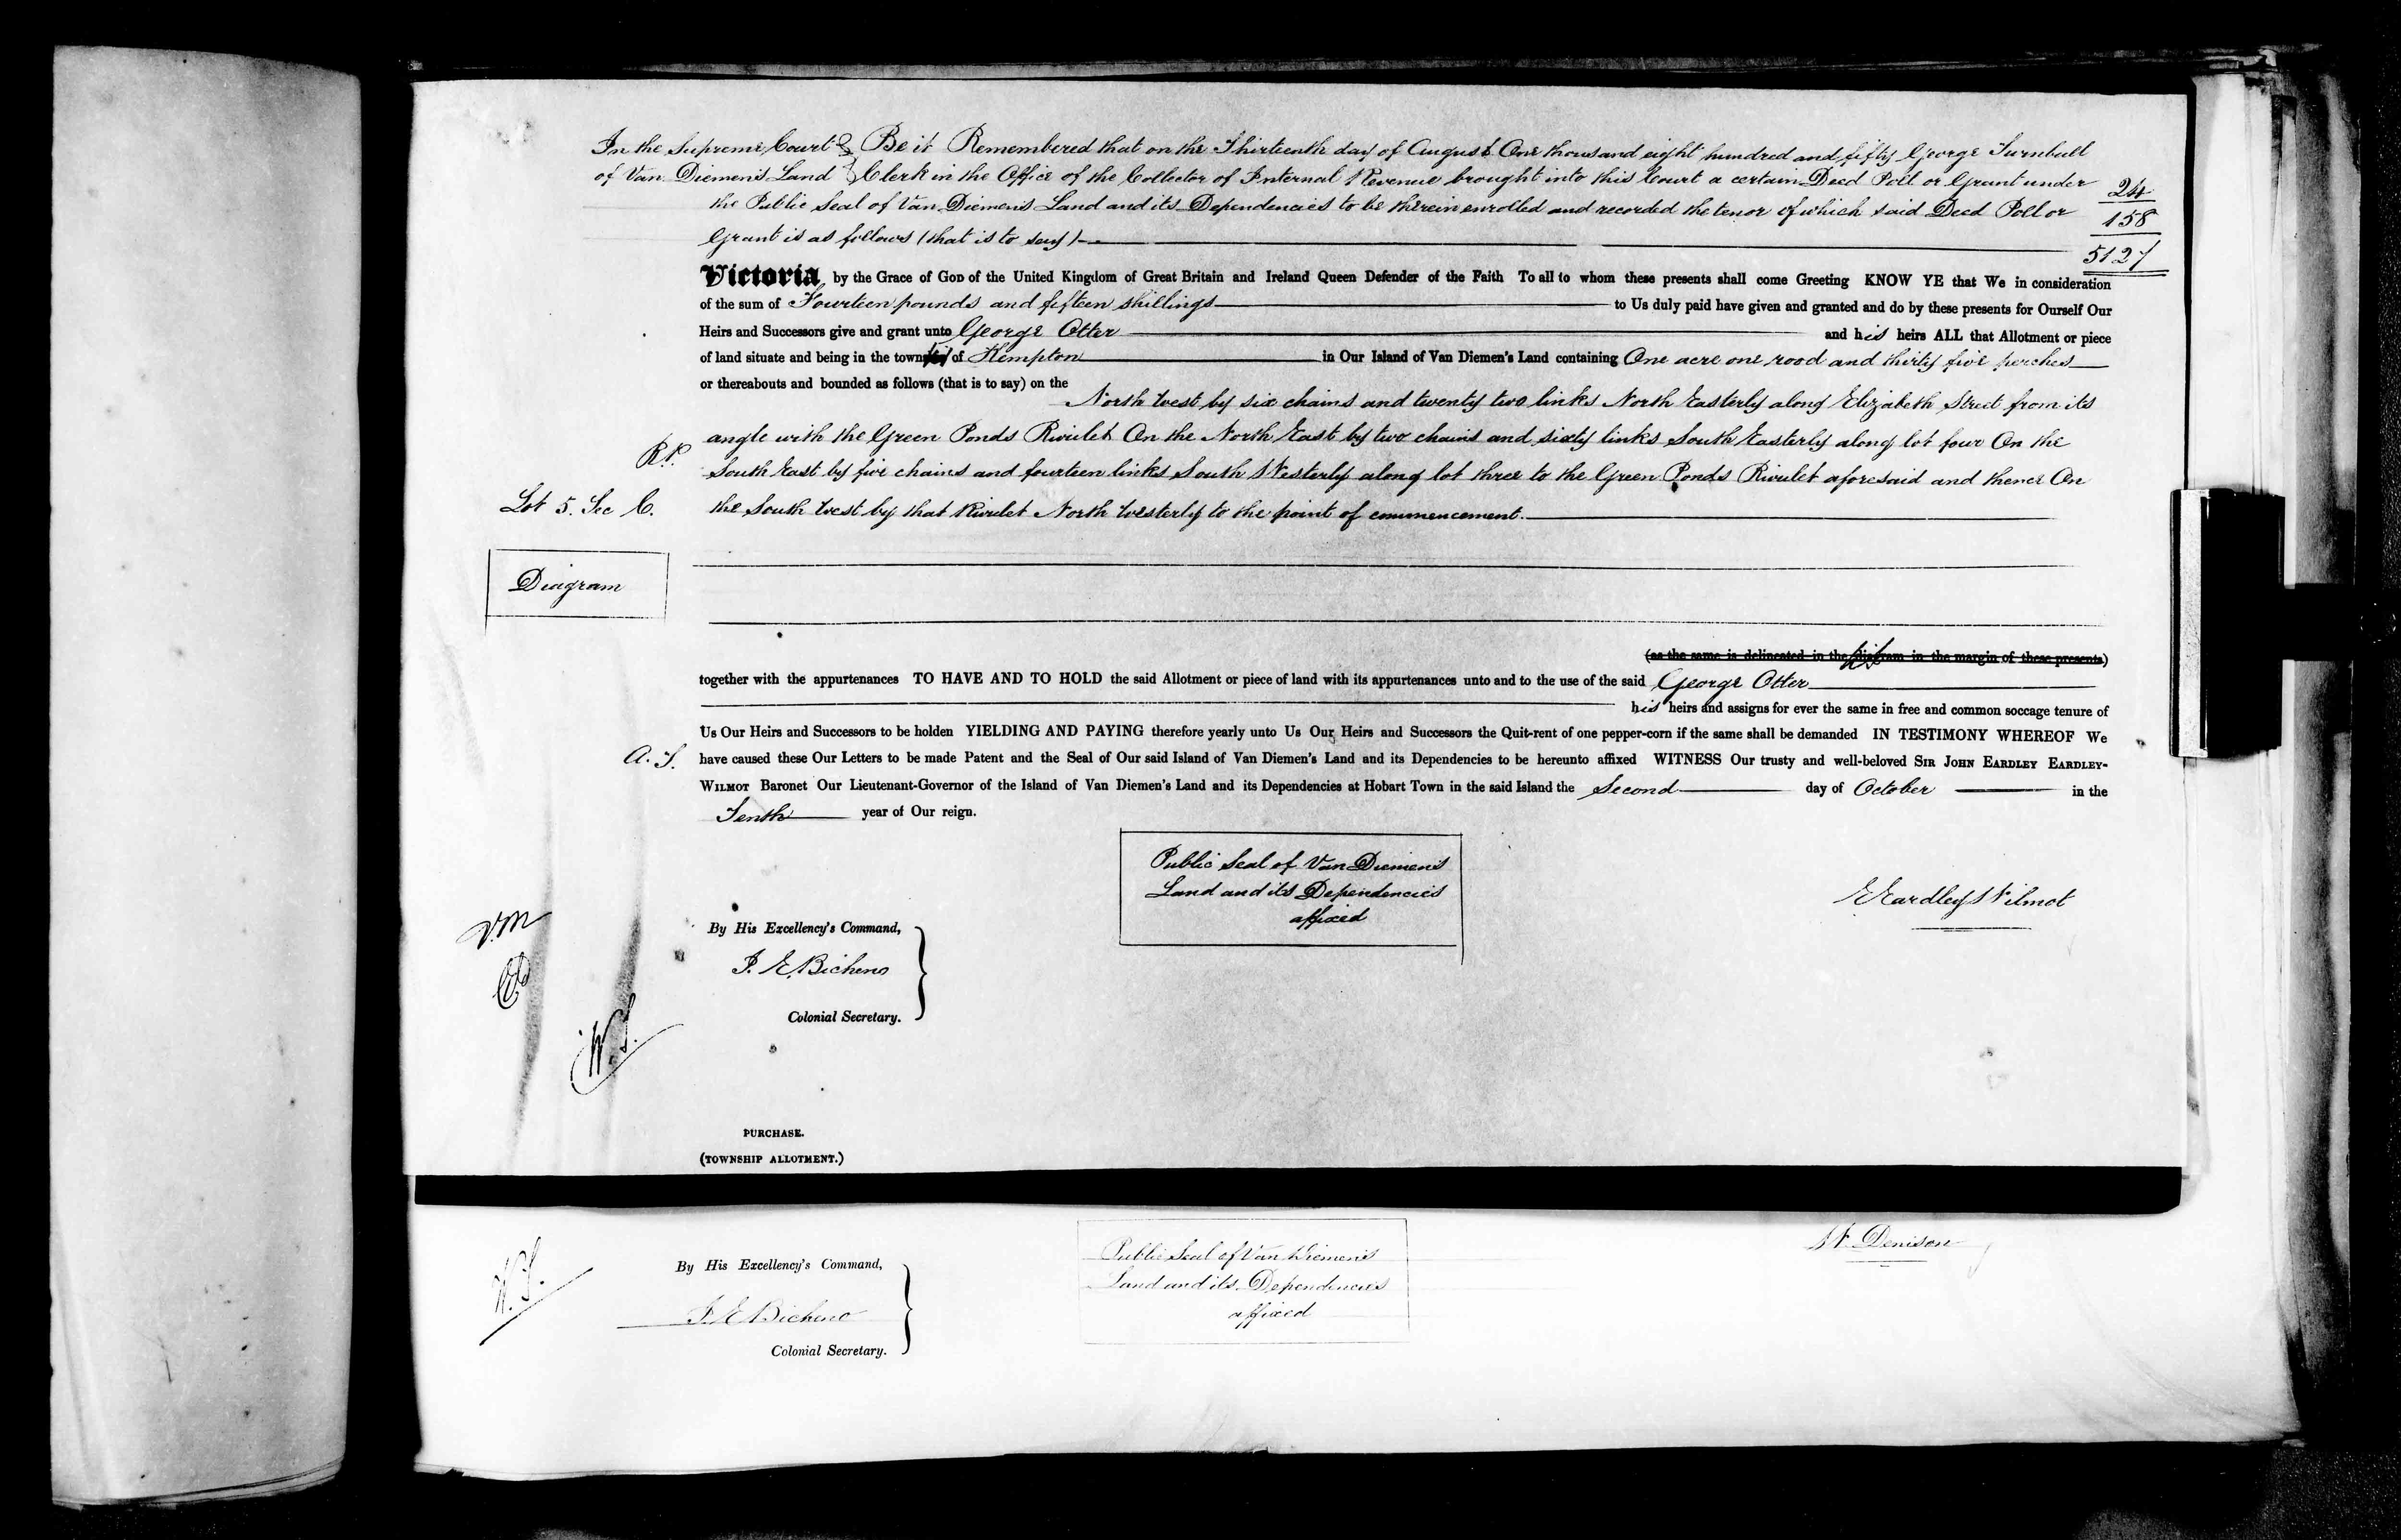 In the Supreme Court } Be it Remembered that on the Thirteenth day of August One thousand eight hundred and fifty George Turnbull
of Van Diemen's Land } Clerk in the Office of the Collector of Internal Revenue brought into this Court a certain Deed Poll or Grant under
the Public Seal of Van Diemen's Land and its Dependencies to be therein enrolled and recorded the tenor of which said Deed Poll or
Grant is as follows (that is to say)
24
158
5127
Victoria by the Grace of God of the United Kingdom of Great Britain and Ireland Queen Defender of the Faith To all to whom these presents shall come Greeting KNOW YE that We in consideration
of the sum of Fourteen pounds and fifteen shillings to Us duly paid have given and granted and do by these presents for Ourself Our
Heirs and Successors give and grant unto George Otter and his heirs ALL that Allotment or piece
of land situate and being in the town of Kempton in Our Island of Van Diemen's Land containing One acre one rood and thirty five perches
or thereabouts and bounded as follows (that is to say) on the
North West by six chains and twenty two links North Easterly along Elizabeth Street from its
angle with the Green Ponds Rivulet On the North East by two chains and sixty links South Easterly along lot four On the
R.P.
South East by five chains and fourteen links South Westerly along lot three to the Green Ponds Rivulet aforesaid and thence On
Lot 5. Sec C.
the South West by that Rivulet North Westerly to the point of commencement.
Diagram
(as the same is delineated in the diagram in the margin of these presents)
together with the appurtenances TO HAVE AND TO HOLD the said Allotment or piece of land with its appurtenances unto and to the use of the said George Otter
his heirs and assigns for ever the same in free and common soccage tenure of
Us Our Heirs and Successors to be holden YIELDING AND PAYING therefore yearly unto Us Our Heirs and Successors the Quit-rent of one pepper-corn if the same shall be demanded IN TESTIMONY WHEREOF We
A. S.
have caused these Our Letters to be made Patent and the Seal of Our said Island of Van Diemen's Land and its Dependencies to be hereunto affixed WITNESS Our trusty and well-beloved SIR JOHN EARDLEY EARDLEY-
WILMOT Baronet Our Lieutenant-Governor of the Island of Van Diemen's Land and its Dependencies at Hobart Town in the said Island the Second day of October in the
Tenth year of Our reign.
Public Seal of Van Diemen's
Land and its Dependencies
affixed
E Eardley Wilmot
V.M
By His Excellency's Command,
J. E. Bicheno
Colonial Secretary.
W.S.
PURCHASE.
(TOWNSHIP ALLOTMENT.)
W.S.
By His Excellency's Command,
J. E. Bicheno
Colonial Secretary.
Public Seal of Van Diemen's
Land and its Dependencies
affixed
W. Denison